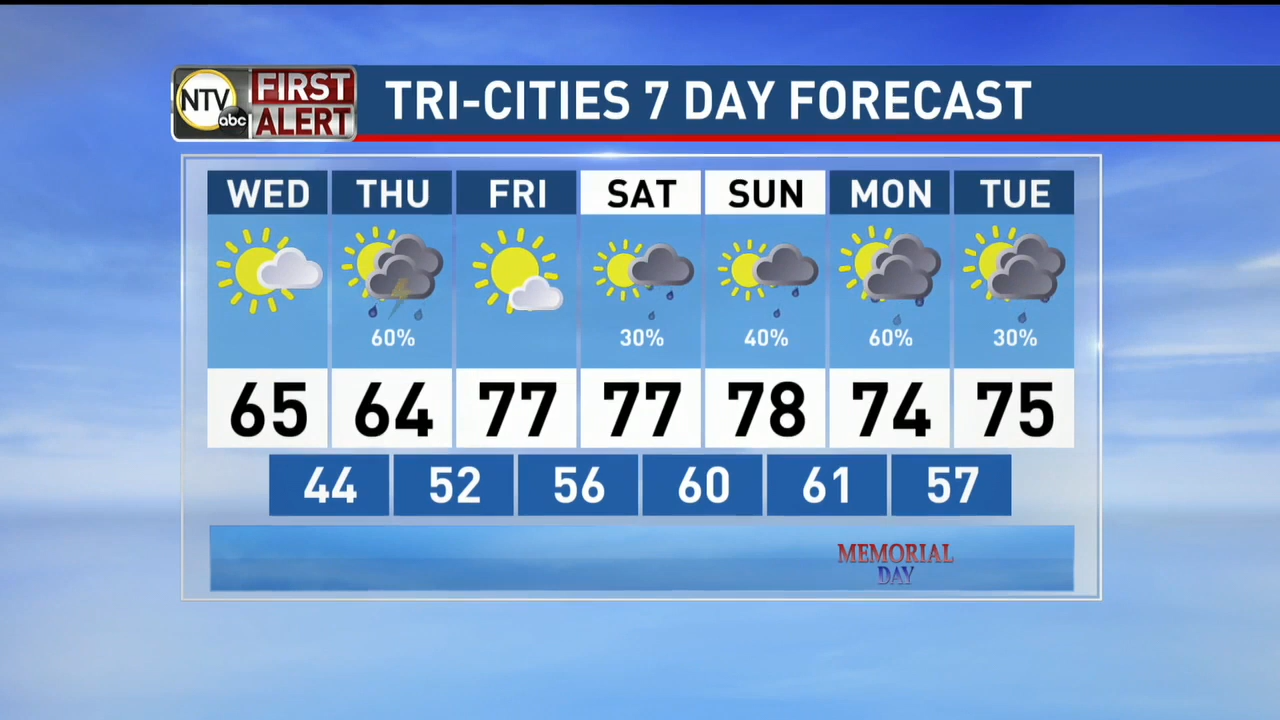 NTV
abc
FIRST
ALERT
TRI-CITIES 7 DAY FORECAST
WED THU FRI SAT SUN MON TUE
60% 30% 40% 60% 30%
65 64 77 77 78 74 75
44 52 56 60 61 57
MEMORIAL
DAY